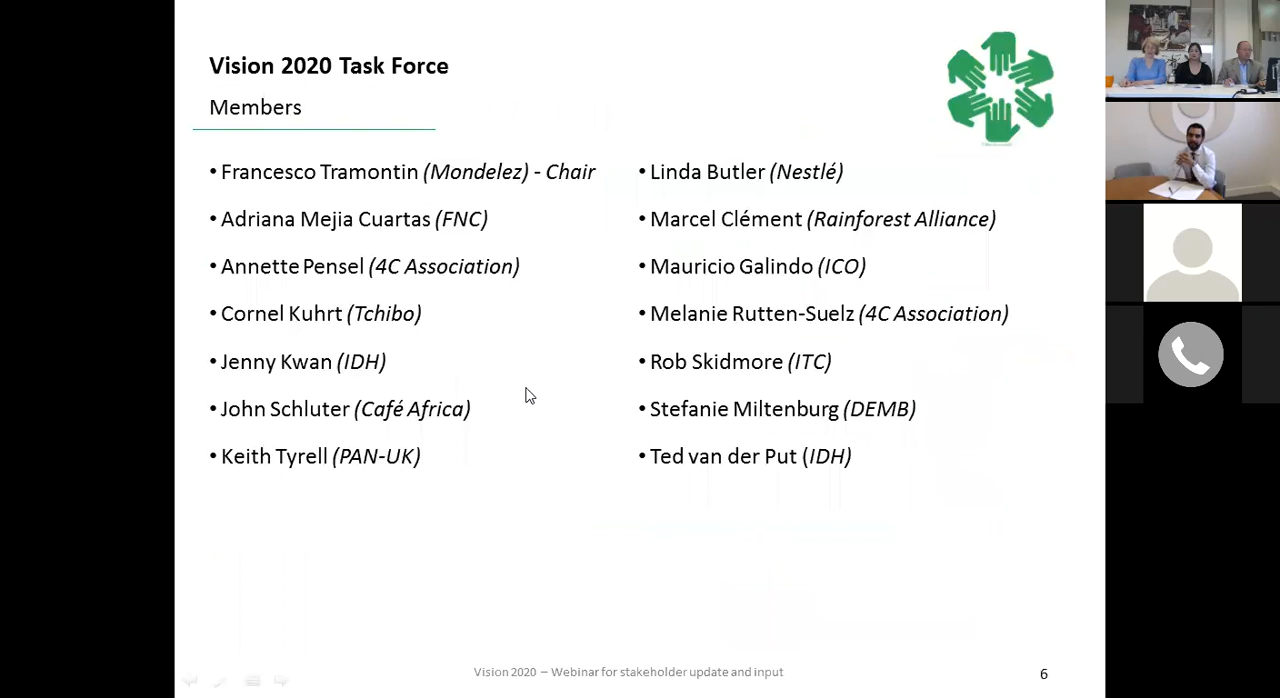 Vision 2020 Task Force
Members
• Francesco Tramontin (Mondelez) - Chair
• Adriana Mejia Cuartas (FNC)
• Annette Pensel (4C Association)
• Cornel Kuhrt (Tchibo)
• Jenny Kwan (IDH)
• John Schluter (Café Africa)
• Keith Tyrell (PAN-UK)
• Linda Butler (Nestlé)
• Marcel Clément (Rainforest Alliance)
• Mauricio Galindo (ICO)
• Melanie Rutten-Suelz (4C Association)
• Rob Skidmore (ITC)
• Stefanie Miltenburg (DEMB)
• Ted van der Put (IDH)
Vision 2020 – Webinar for stakeholder update and input
6